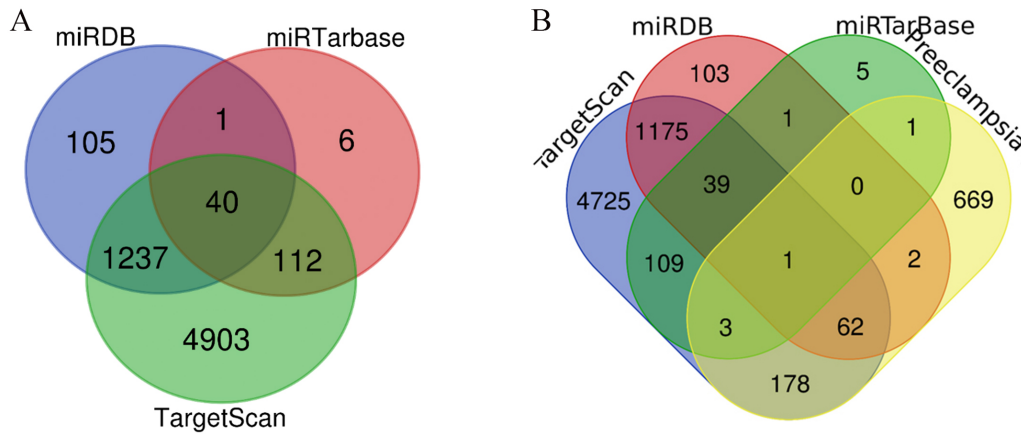 A
miRDB
miRTarbase
105
1
6
40
1237
112
4903
TargetScan
B
miRDB
miRTarBase
TargetScan
Preeclampsia
103
5
1175
1
1
4725
39
0
669
109
1
2
3
62
178